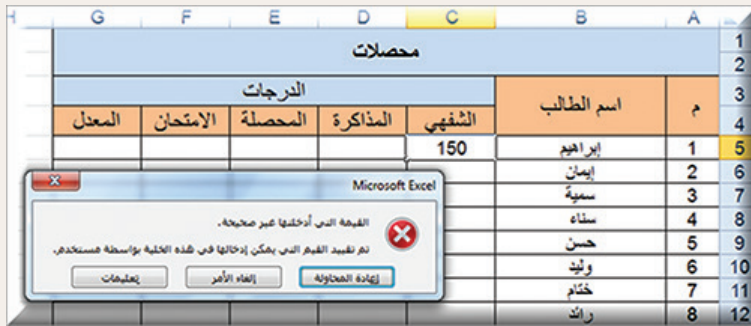 H G F E D C B A
1
محصلات
2
3 م اسم الطالب الدرجات
4 الشفهي المذاكرة المحصلة الامتحان المعدل
5 1 إبراهيم 150
6 2 إيمان
7 3 سمية
8 4 سناء
9 5 حسن
10 6 وليد
11 7 ختام
12 8 رائد
Microsoft Excel
القيمة التي أدخلتها غير صحيحة.
تم تقييد القيم التي يمكن إدخالها في هذه الخلية بواسطة مستخدم.
إعادة المحاولة إلغاء الأمر تعليمات